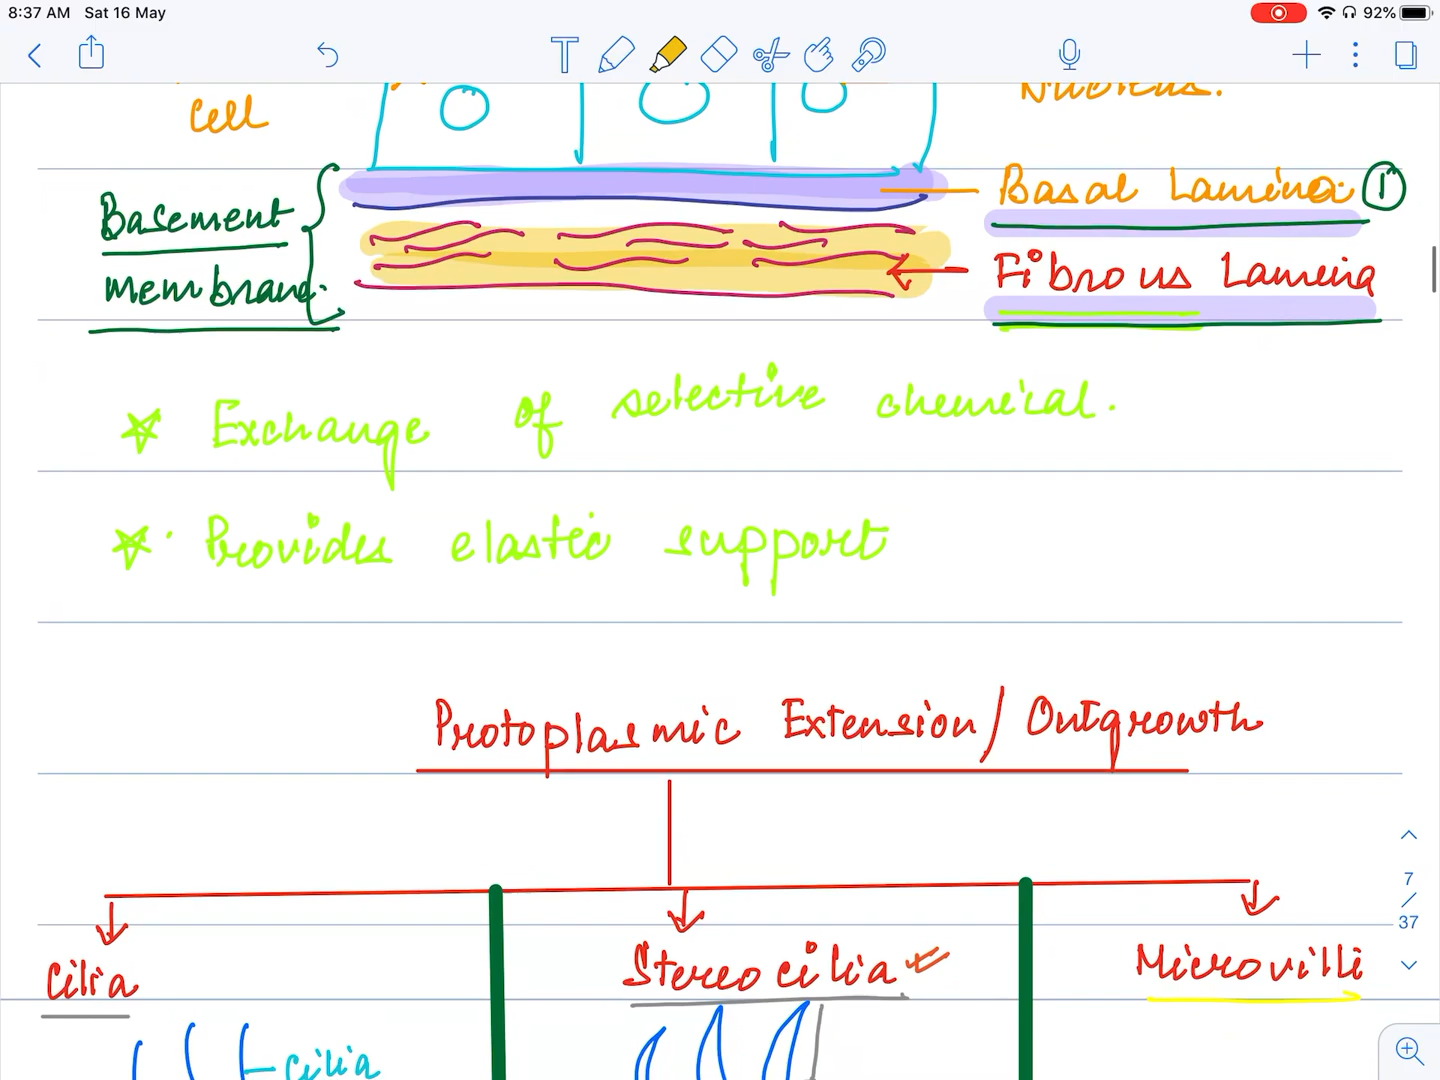 8:37 AM Sat 16 May
92%
T
Cell
Nucleus.
Basement
membrane.
Basal Lamina. 1
Fibrous Lamina
Exchange of selective chemical.
Provides elastic support
Protoplasmic Extension/Outgrowth
7
/
37
Cilia
Stereocilia
Microvilli
Cilia